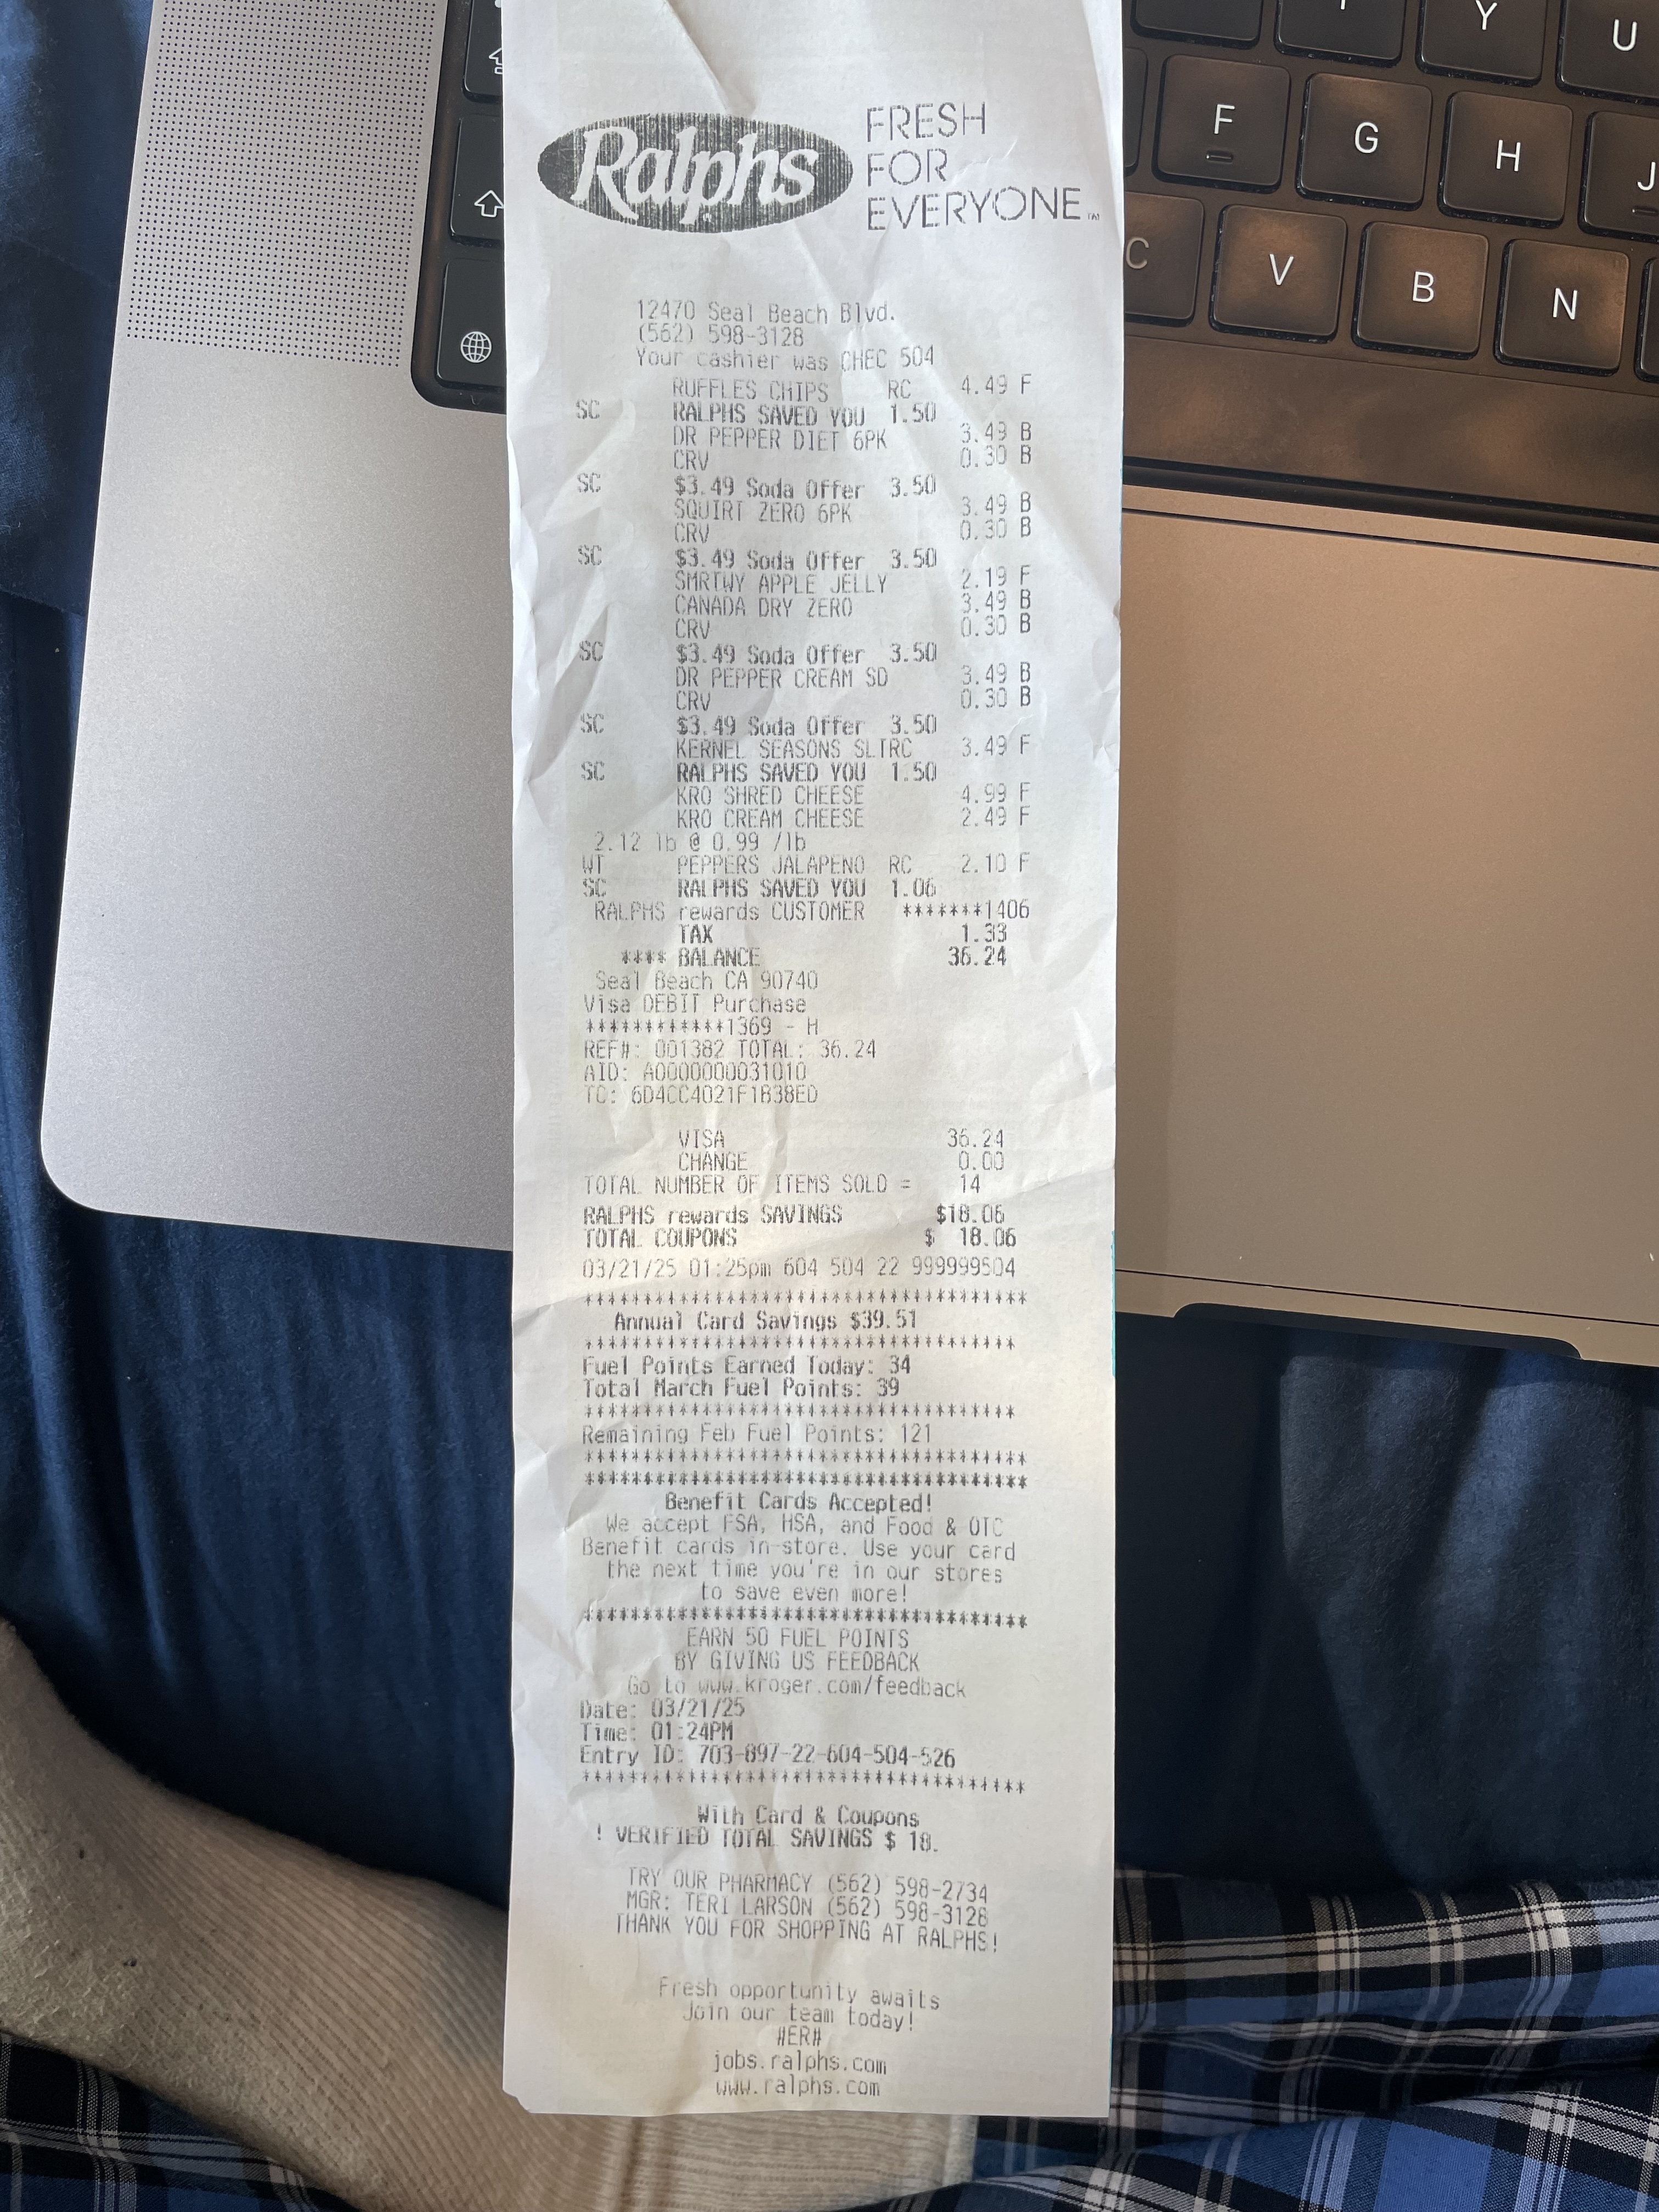 Ralphs
FRESH
FOR
EVERYONE™
12470 Seal Beach Blvd.
(562) 598-3128
Your cashier was CHEC 504
RUFFLES CHIPS RC 4.49 F
SC RALPHS SAVED YOU 1.50
DR PEPPER DIET 6PK 3.49 B
CRV 0.30 B
SC $3.49 Soda Offer 3.50
SQUIRT ZERO 6PK 3.49 B
CRV 0.30 B
SC $3.49 Soda Offer 3.50
SMRTWY APPLE JELLY 2.19 F
CANADA DRY ZERO 3.49 B
CRV 0.30 B
SC $3.49 Soda Offer 3.50
DR PEPPER CREAM SD 3.49 B
CRV 0.30 B
SC $3.49 Soda Offer 3.50
KERNEL SEASONS SLTRC 3.49 F
SC RALPHS SAVED YOU 1.50
KRO SHRED CHEESE 4.99 F
KRO CREAM CHEESE 2.49 F
2.12 lb @ 0.99 /lb
WT PEPPERS JALAPENO RC 2.10 F
SC RALPHS SAVED YOU 1.06
RALPHS rewards CUSTOMER *******1406
TAX 1.33
**** BALANCE 36.24
Seal Beach CA 90740
Visa DEBIT Purchase
************1369 - H
REF#: 001382 TOTAL: 36.24
AID: A0000000031010
TC: 6D4CC4021F1B38ED
VISA 36.24
CHANGE 0.00
TOTAL NUMBER OF ITEMS SOLD = 14
RALPHS rewards SAVINGS $18.06
TOTAL COUPONS $ 18.06
03/21/25 01:25pm 604 504 22 999999504
*************************************
Annual Card Savings $39.51
************************************
Fuel Points Earned Today: 34
Total March Fuel Points: 39
************************************
Remaining Feb Fuel Points: 121
*************************************
*************************************
Benefit Cards Accepted!
We accept FSA, HSA, and Food & OTC
Benefit cards in-store. Use your card
the next time you're in our stores
to save even more!
*************************************
EARN 50 FUEL POINTS
BY GIVING US FEEDBACK
Go to www.kroger.com/feedback
Date: 03/21/25
Time: 01:24PM
Entry ID: 703-897-22-604-504-526
*************************************
With Card & Coupons
! VERIFIED TOTAL SAVINGS $ 18.
TRY OUR PHARMACY (562) 598-2734
MGR: TERI LARSON (562) 598-3128
THANK YOU FOR SHOPPING AT RALPHS!
Fresh opportunity awaits
Join our team today!
#ER#
jobs.ralphs.com
www.ralphs.com
Y U
F G H J
C V B N